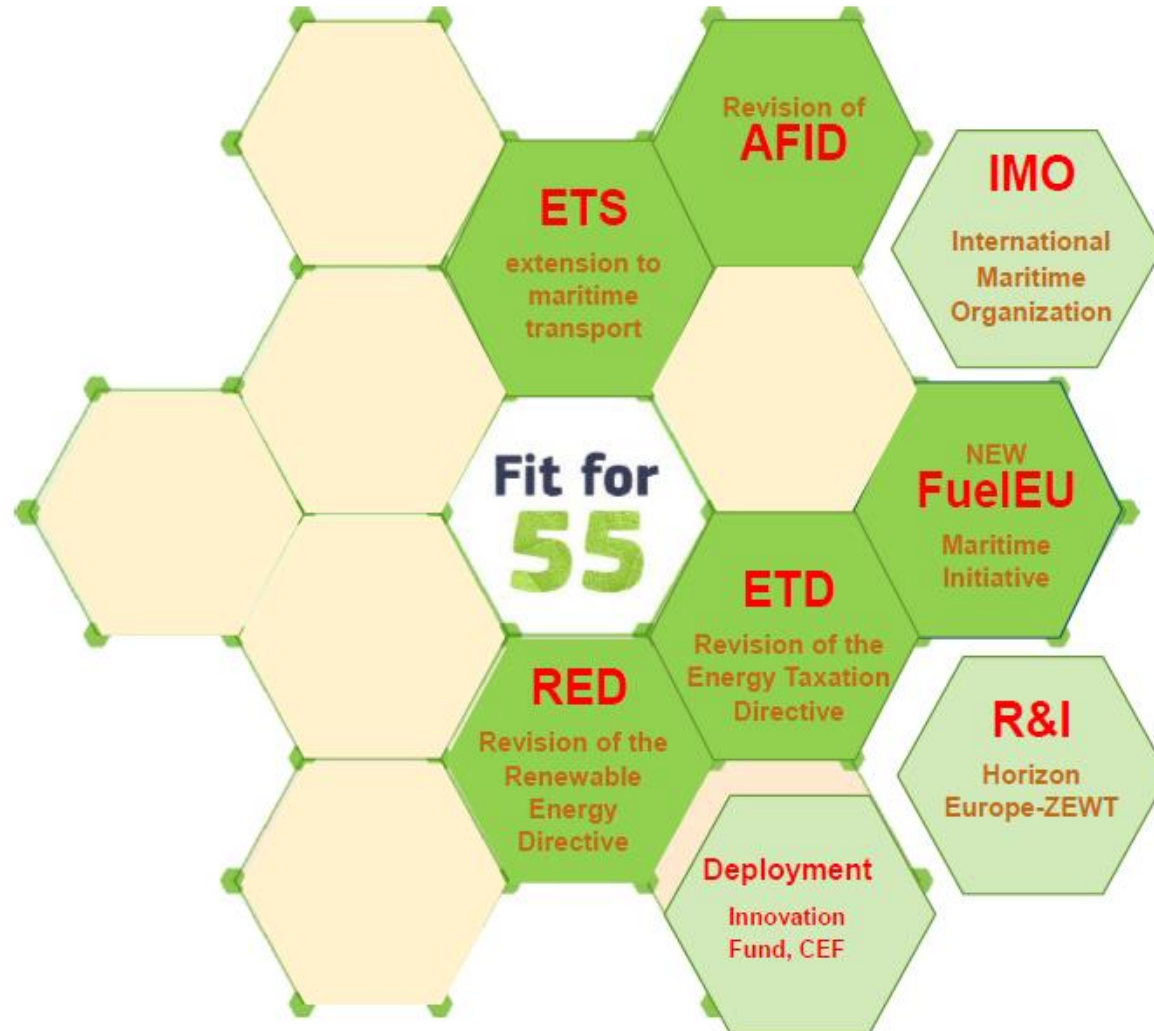 Revision of
AFID
IMO
International
Maritime
Organization
ETS
extension to
maritime
transport
Fit for
55
NEW
FuelEU
Maritime
Initiative
ETD
Revision of the
Energy Taxation
Directive
RED
Revision of the
Renewable
Energy
Directive
R&I
Horizon
Europe-ZEWT
Deployment
Innovation
Fund, CEF